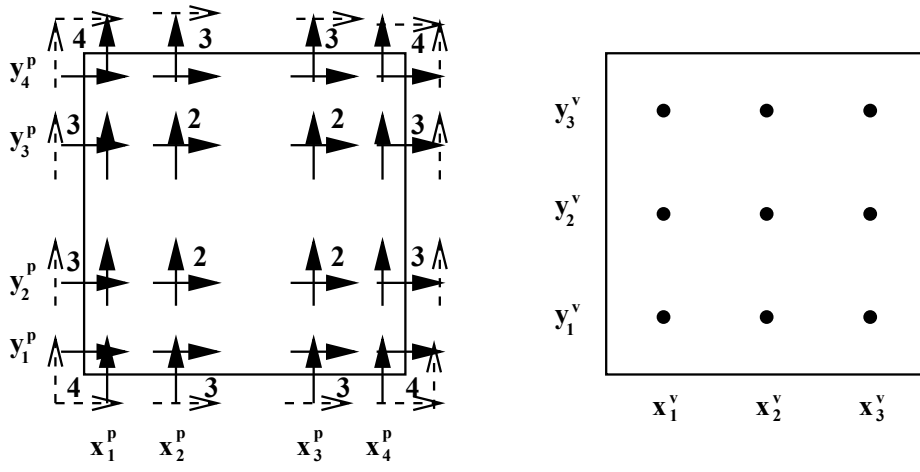 4 3 3 4
y₄ᵖ
y₃ᵖ 3 2 2 3
y₂ᵖ 3 2 2 3
y₁ᵖ
4 3 3 4
x₁ᵖ x₂ᵖ x₃ᵖ x₄ᵖ
y₃ᵛ
y₂ᵛ
y₁ᵛ
x₁ᵛ x₂ᵛ x₃ᵛ